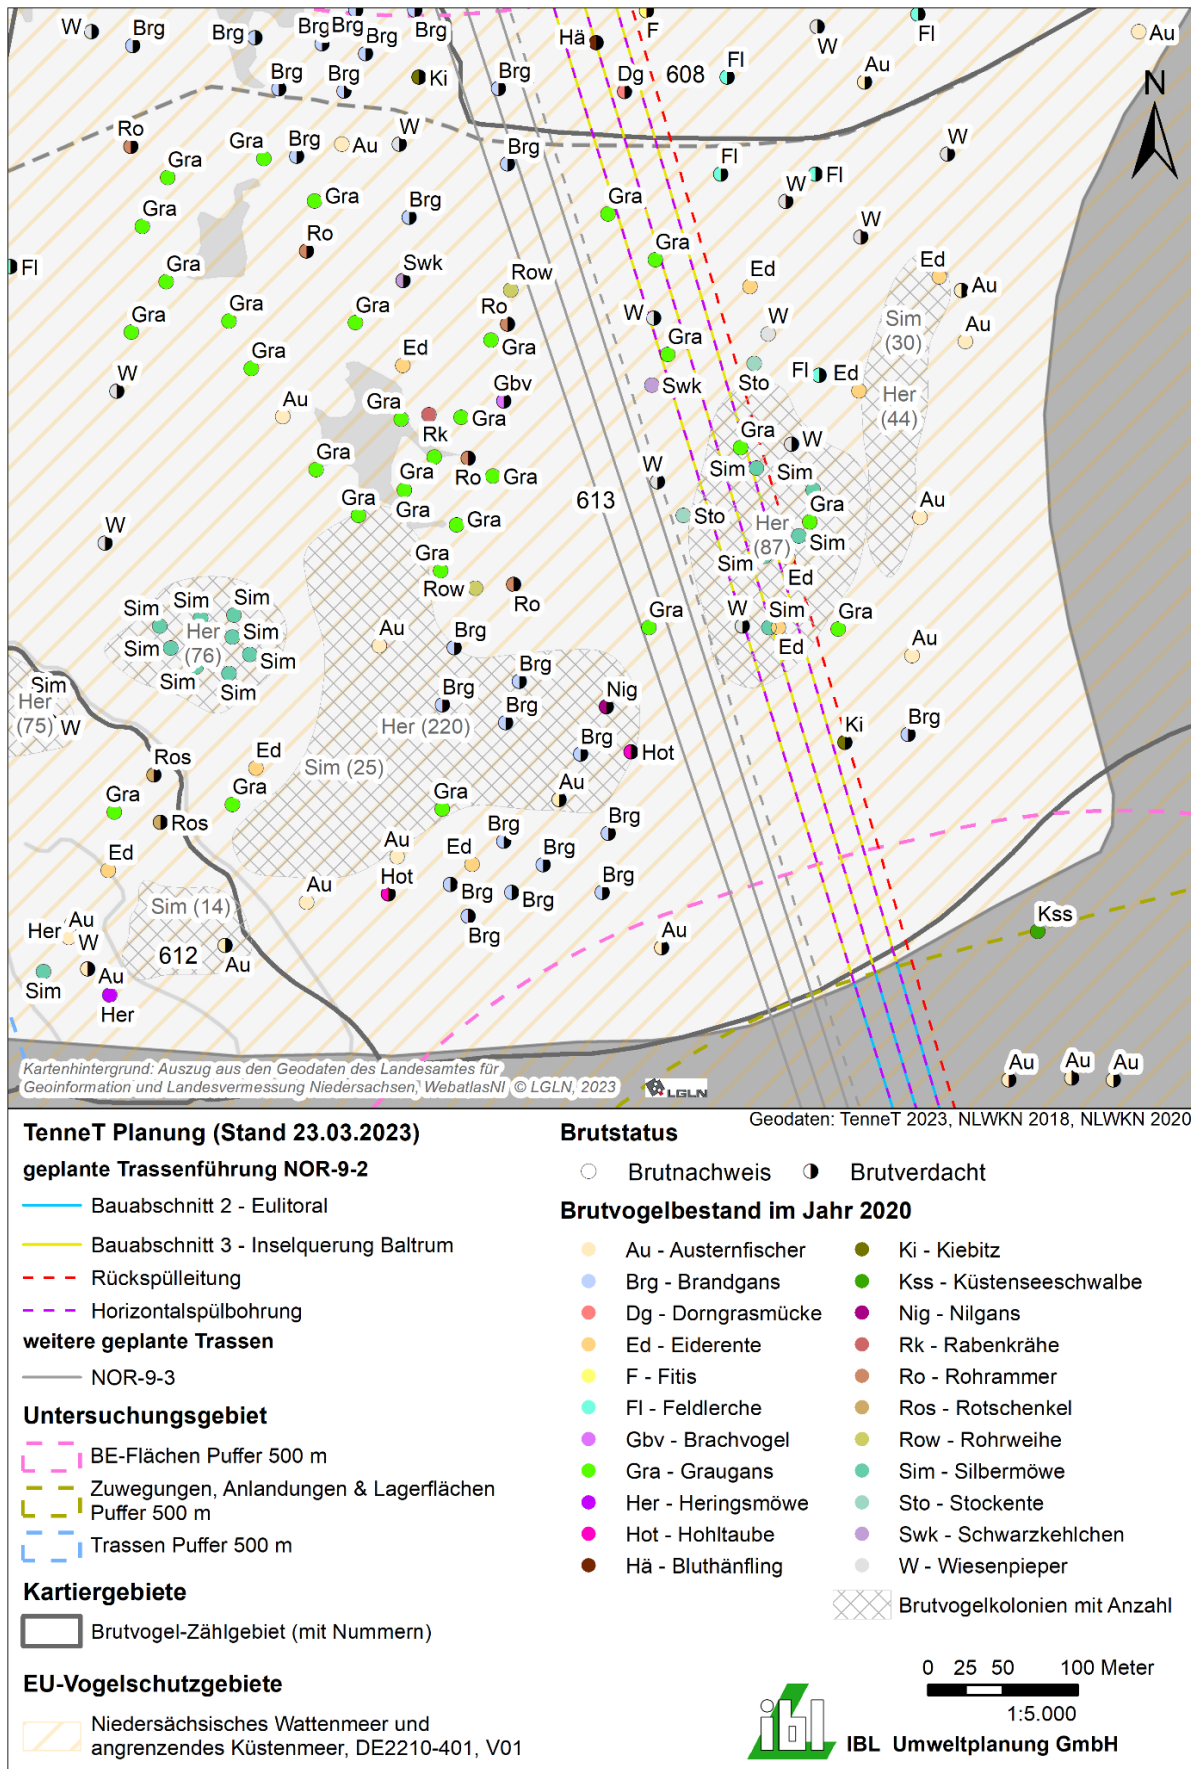 W
Brg
Brg
Brg
Brg
Brg
Brg
Hä
F
W
Fl
Au
Brg
Brg
Ki
Brg
Dg
608
Fl
Au
N
Ro
Gra
Gra
Brg
Au
W
Brg
Fl
Fl
W
W
Gra
Gra
Brg
Gra
W
Ro
Gra
Fl
Gra
Swk
Row
Ed
Ed
Au
Gra
Gra
Gra
Ro
Gra
W
Gra
W
Sim
(30)
Au
Gra
Ed
W
Gbv
Swk
Sto
Fl
Ed
Her
(44)
Au
Gra
Rk
Gra
Gra
W
Gra
Gra
Ro
Gra
W
Sim
Sim
Gra
Gra
613
Sto
Gra
Au
W
Gra
Her
(87)
Sim
Gra
Sim
Ed
Row
Ro
Sim
Sim
Sim
Sim
Her
(76)
Sim
Sim
Sim
Sim
Au
Brg
Gra
W
Sim
Ed
Gra
Au
Sim
Her
(75)
W
Brg
Brg
Brg
Her (220)
Nig
Brg
Hot
Ki
Brg
Ros
Ed
Sim (25)
Au
Gra
Gra
Gra
Ros
Brg
Brg
Ed
Au
Hot
Ed
Brg
Brg
Brg
Brg
Brg
Au
Sim (14)
Au
Kss
Her
Au
W
612
Au
Au
Sim
Her
Au
Au
Au
Kartenhintergrund: Auszug aus den Geodaten des Landesamtes für
Geoinformation und Landesvermessung Niedersachsen, WebatlasNI © LGLN, 2023
LGLN
Geodaten: TenneT 2023, NLWKN 2018, NLWKN 2020
TenneT Planung (Stand 23.03.2023)
geplante Trassenführung NOR-9-2
Bauabschnitt 2 - Eulitoral
Bauabschnitt 3 - Inselquerung Baltrum
Rückspülleitung
Horizontalspülbohrung
weitere geplante Trassen
NOR-9-3
Untersuchungsgebiet
BE-Flächen Puffer 500 m
Zuwegungen, Anlandungen & Lagerflächen
Puffer 500 m
Trassen Puffer 500 m
Kartiergebiete
Brutvogel-Zählgebiet (mit Nummern)
EU-Vogelschutzgebiete
Niedersächsisches Wattenmeer und
angrenzendes Küstenmeer, DE2210-401, V01
Brutstatus
Brutnachweis
Brutverdacht
Brutvogelbestand im Jahr 2020
Au - Austernfischer
Brg - Brandgans
Dg - Dorngrasmücke
Ed - Eiderente
F - Fitis
Fl - Feldlerche
Gbv - Brachvogel
Gra - Graugans
Her - Heringsmöwe
Hot - Hohltaube
Hä - Bluthänfling
Ki - Kiebitz
Kss - Küstenseeschwalbe
Nig - Nilgans
Rk - Rabenkrähe
Ro - Rohrammer
Ros - Rotschenkel
Row - Rohrweihe
Sim - Silbermöwe
Sto - Stockente
Swk - Schwarzkehlchen
W - Wiesenpieper
Brutvogelkolonien mit Anzahl
0 25 50 100 Meter
1:5.000
ibl
IBL Umweltplanung GmbH